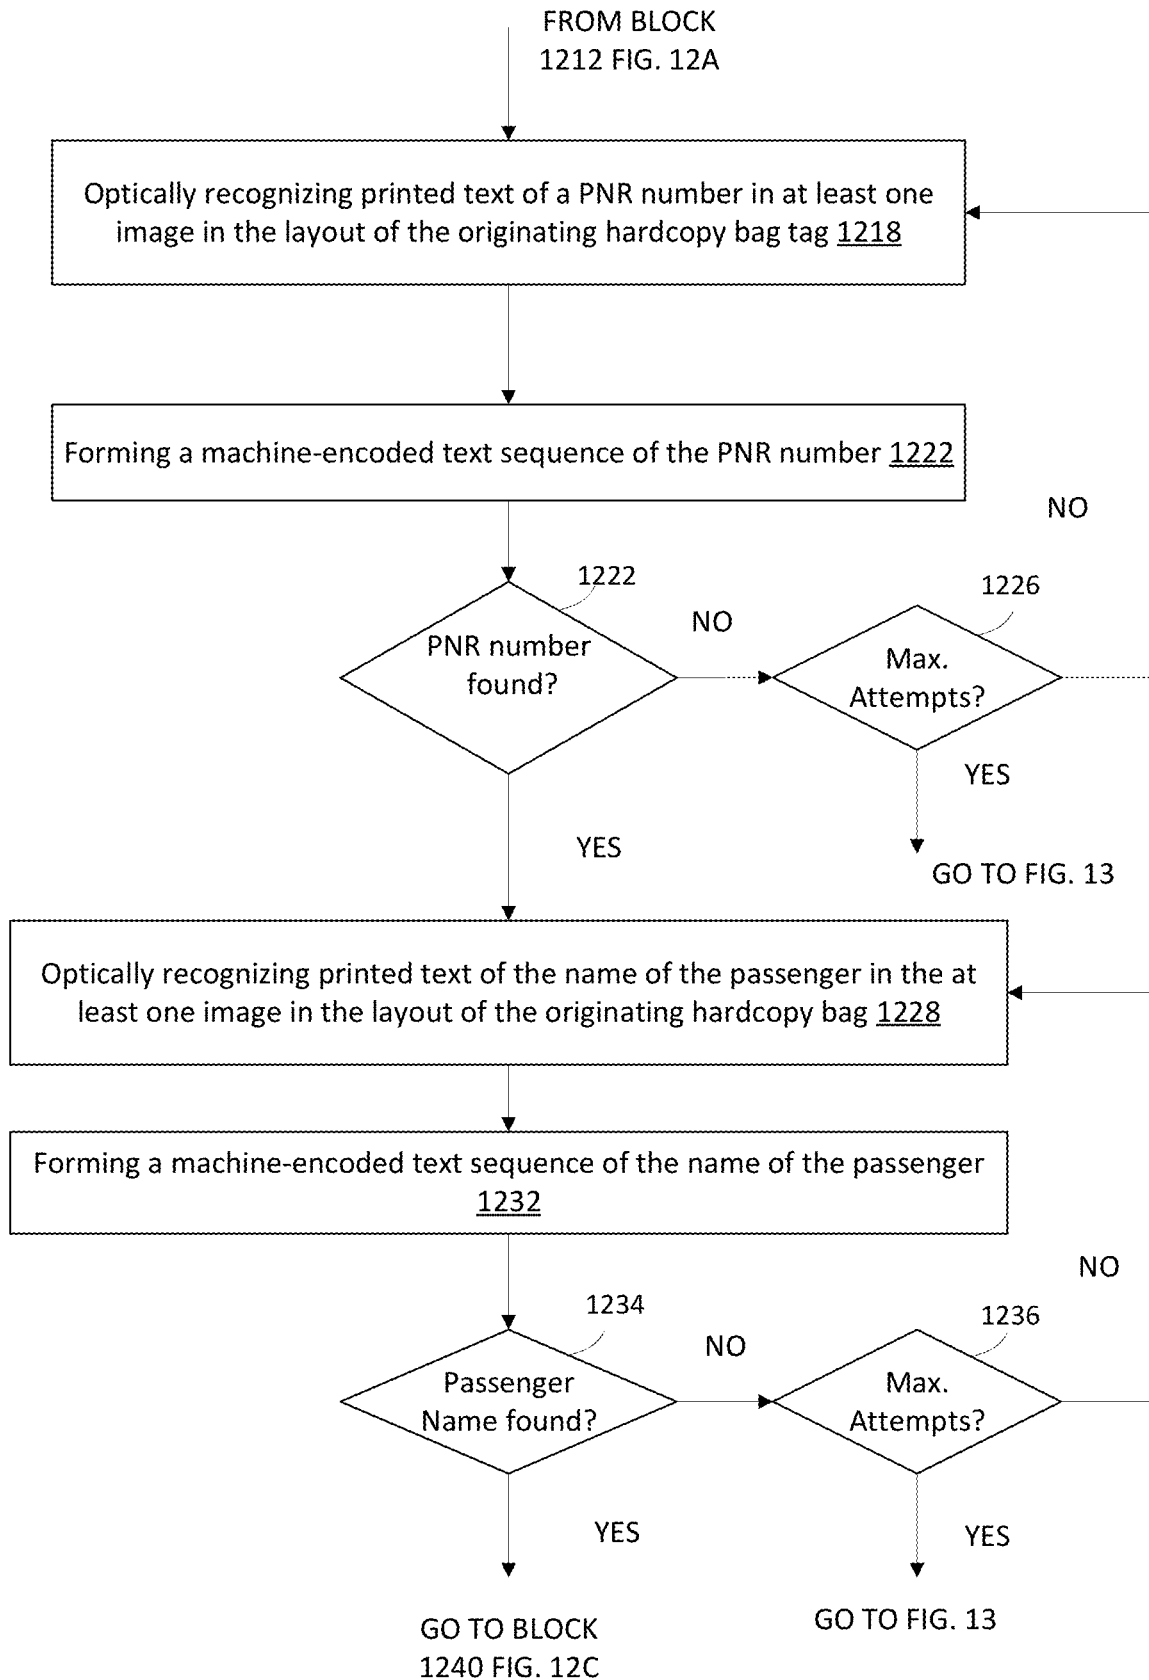 FROM BLOCK
1212 FIG. 12A
Optically recognizing printed text of a PNR number in at least one
image in the layout of the originating hardcopy bag tag 1218
Forming a machine-encoded text sequence of the PNR number 1222
NO
1222
1226
NO
PNR number
found?
Max.
Attempts?
YES
YES
GO TO FIG. 13
Optically recognizing printed text of the name of the passenger in the at
least one image in the layout of the originating hardcopy bag 1228
Forming a machine-encoded text sequence of the name of the passenger
1232
NO
1234
1236
NO
Passenger
Name found?
Max.
Attempts?
YES
YES
GO TO BLOCK
1240 FIG. 12C
GO TO FIG. 13